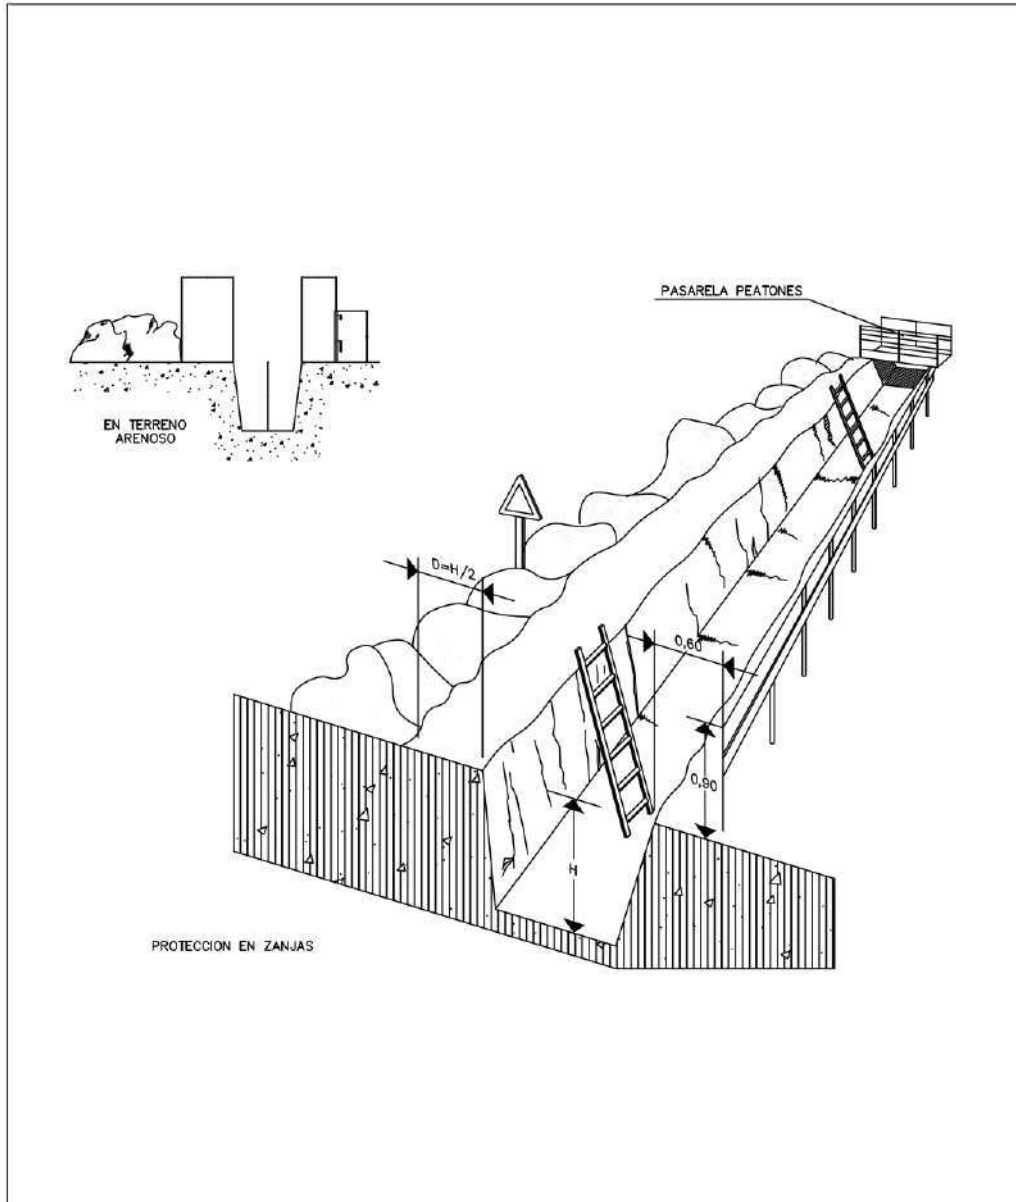 PASARELA PEATONES
EN TERRENO
ARENOSO
D=H/2
0,60
0,90
H
PROTECCION EN ZANJAS